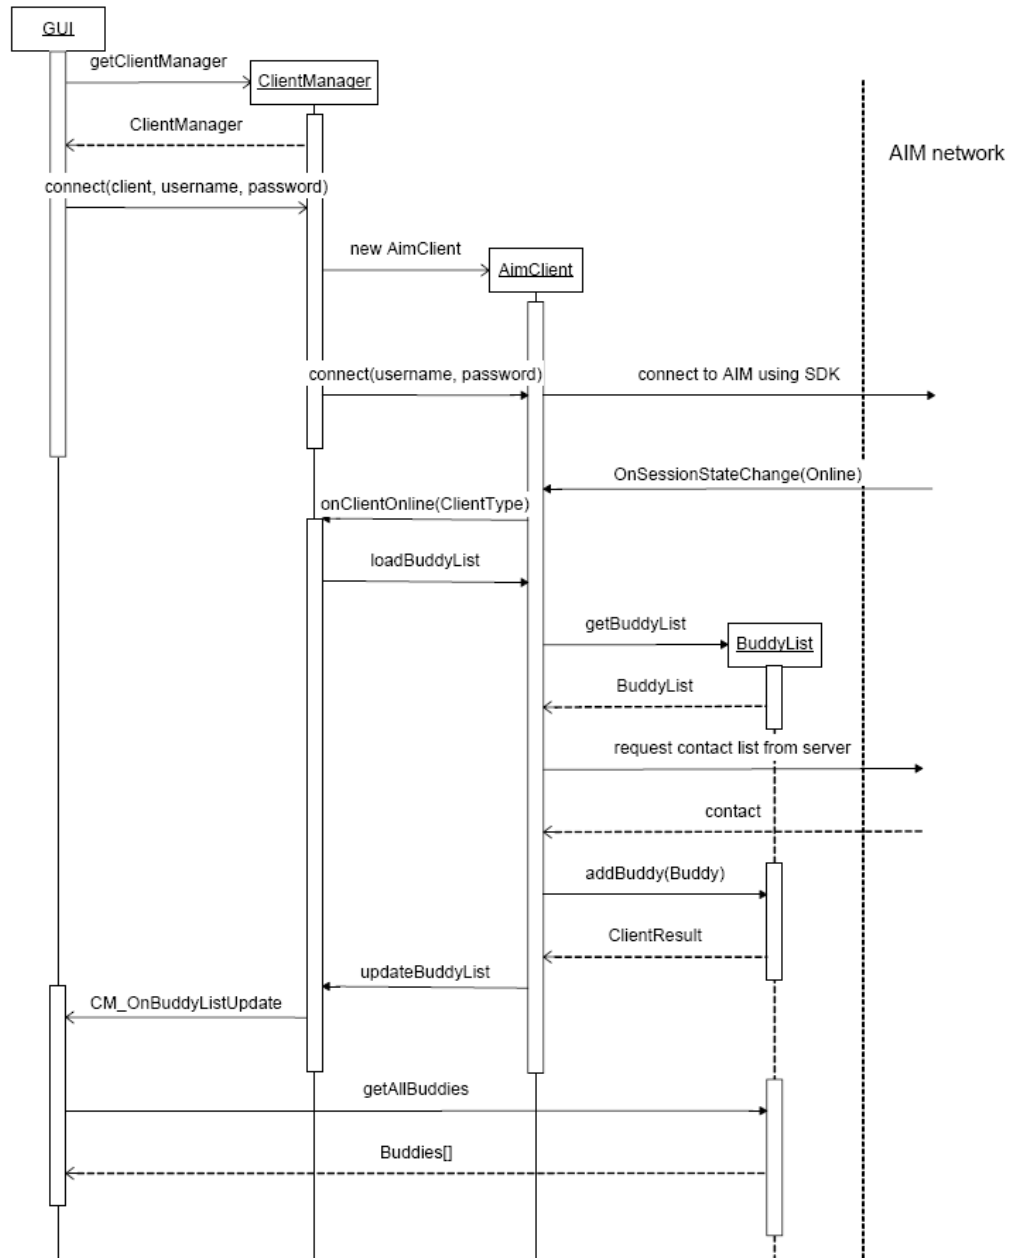 GUI
getClientManager
ClientManager
ClientManager
AIM network
connect(client, username, password)
new AimClient
AimClient
connect(username, password)
connect to AIM using SDK
OnSessionStateChange(Online)
onClientOnline(ClientType)
loadBuddyList
getBuddyList
BuddyList
BuddyList
request contact list from server
contact
addBuddy(Buddy)
ClientResult
updateBuddyList
CM_OnBuddyListUpdate
getAllBuddies
Buddies[]